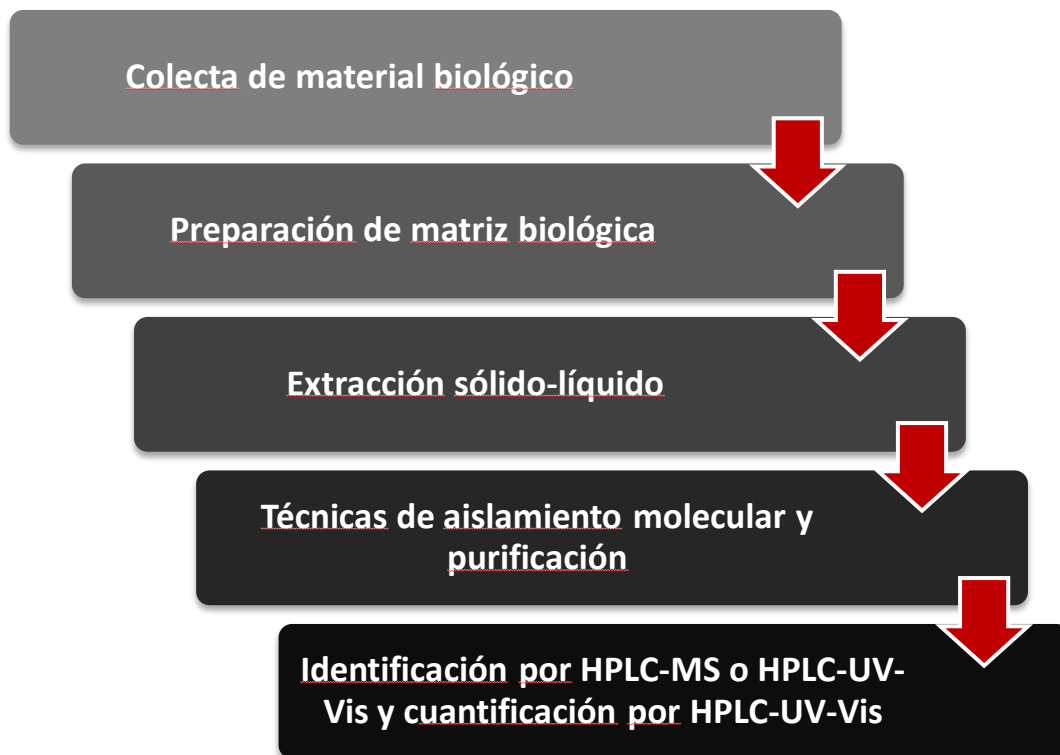 Colecta de material biológico
Preparación de matriz biológica
Extracción sólido-líquido
Técnicas de aislamiento molecular y
purificación
Identificación por HPLC-MS o HPLC-UV-
Vis y cuantificación por HPLC-UV-Vis